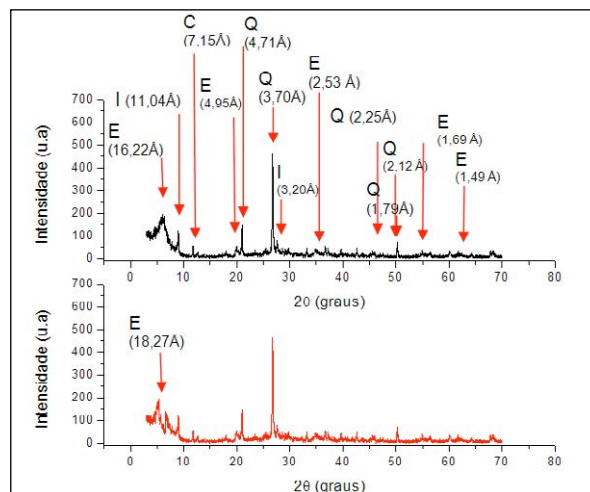 C
(7.15Å)
Q
(4,71Å)
I (11,04Å)
E
(4,95Å)
Q
(3,70Å)
E
(2,53 Å)
E
(16,22Å)
Q (2,25Å)
E
(1,69 Å)
Q
(2,12 Å)
E
(1,49 Å)
I
(3,20Å)
Q
(1,79Å)
Intensidade (u.a)
700
600
500
400
300
200
100
0
0 10 20 30 40 50 60 70 80
2θ (graus)
E
(18,27Å)
Intensidade (u.a)
700
600
500
400
300
200
100
0
0 10 20 30 40 50 60 70 80
2θ (graus)